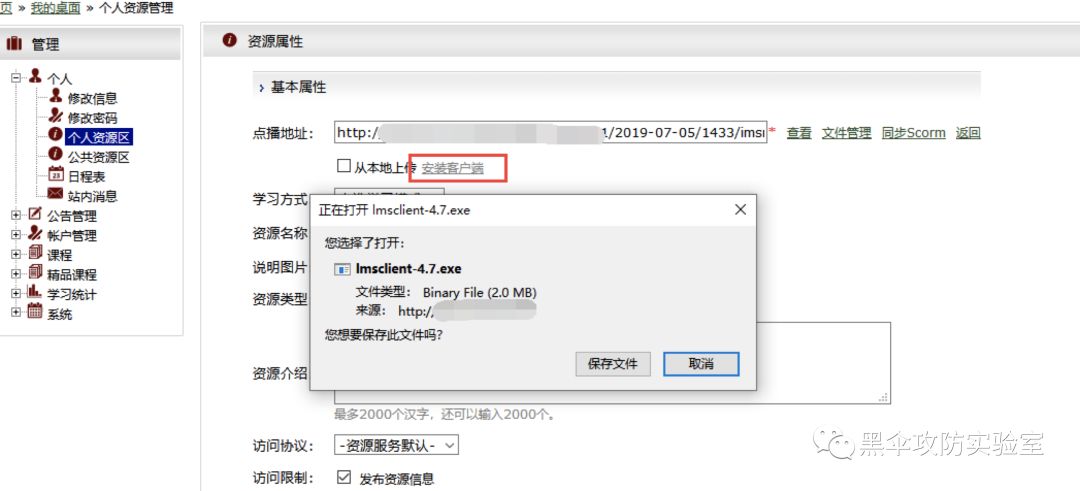 页 » 我的桌面 » 个人资源管理
管理
个人
修改信息
修改密码
个人资源区
公共资源区
日程表
站内消息
公告管理
帐户管理
课程
精品课程
学习统计
系统
资源属性
› 基本属性
点播地址： http:/ 1/2019-07-05/1433/ims * 查看 文件管理 同步Scorm 返回
从本地上传 安装客户端
学习方式
资源名称
说明图片
资源类型
资源介绍
正在打开 lmsclient-4.7.exe
您选择了打开：
lmsclient-4.7.exe
文件类型： Binary File (2.0 MB)
来源： http:/
您想要保存此文件吗？
保存文件 取消
最多2000个汉字，还可以输入2000个。
访问协议： -资源服务默认-
访问限制： 发布资源信息
黑伞攻防实验室